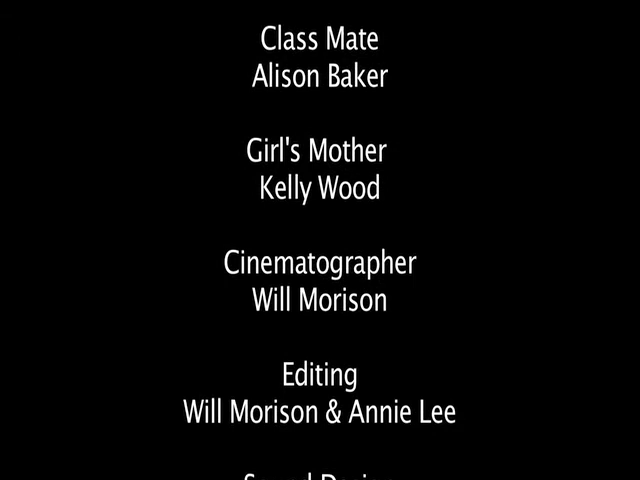 Class Mate
Alison Baker
Girl's Mother
Kelly Wood
Cinematographer
Will Morison
Editing
Will Morison & Annie Lee